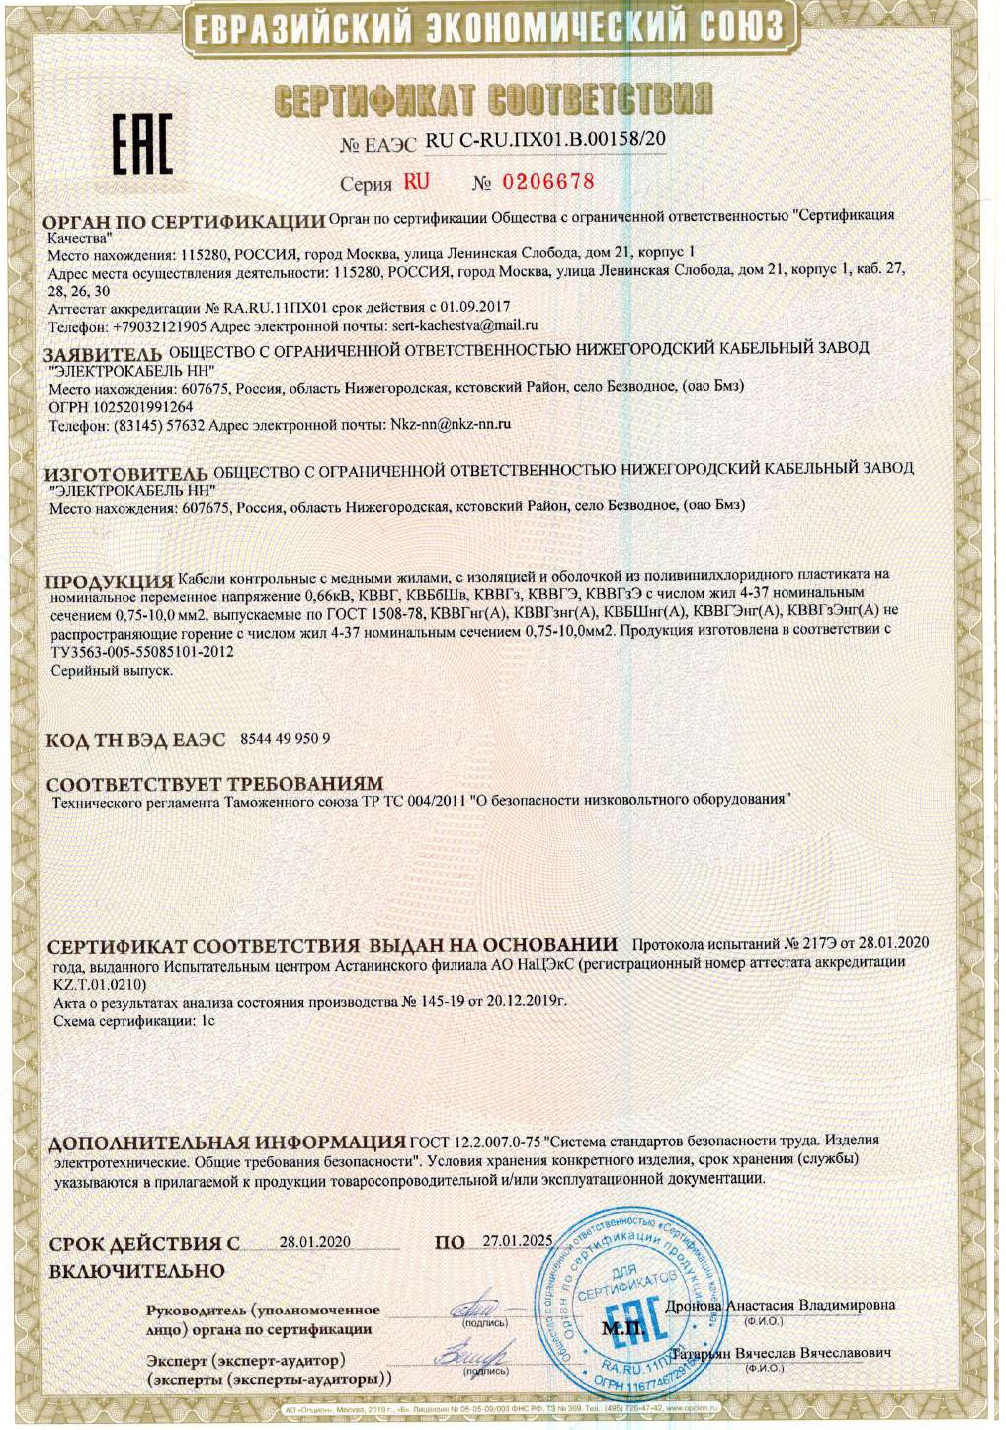 ЕВРАЗИЙСКИЙ ЭКОНОМИЧЕСКИЙ СОЮЗ
СЕРТИФИКАТ СООТВЕТСТВИЯ
ЕАС
№ ЕАЭС RU С-RU.ПХ01.В.00158/20
Серия RU № 0206678
ОРГАН ПО СЕРТИФИКАЦИИ Орган по сертификации Общества с ограниченной ответственностью "Сертификация
Качества"
Место нахождения: 115280, РОССИЯ, город Москва, улица Ленинская Слобода, дом 21, корпус 1
Адрес места осуществления деятельности: 115280, РОССИЯ, город Москва, улица Ленинская Слобода, дом 21, корпус 1, каб. 27,
28, 26, 30
Аттестат аккредитации № RA.RU.11ПХ01 срок действия с 01.09.2017
Телефон: +79032121905 Адрес электронной почты: sert-kachestva@mail.ru
ЗАЯВИТЕЛЬ ОБЩЕСТВО С ОГРАНИЧЕННОЙ ОТВЕТСТВЕННОСТЬЮ НИЖЕГОРОДСКИЙ КАБЕЛЬНЫЙ ЗАВОД
"ЭЛЕКТРОКАБЕЛЬ НН"
Место нахождения: 607675, Россия, область Нижегородская, кстовский Район, село Безводное, (оао Бмз)
ОГРН 1025201991264
Телефон: (83145) 57632 Адрес электронной почты: Nkz-nn@nkz-nn.ru
ИЗГОТОВИТЕЛЬ ОБЩЕСТВО С ОГРАНИЧЕННОЙ ОТВЕТСТВЕННОСТЬЮ НИЖЕГОРОДСКИЙ КАБЕЛЬНЫЙ ЗАВОД
"ЭЛЕКТРОКАБЕЛЬ НН"
Место нахождения: 607675, Россия, область Нижегородская, кстовский Район, село Безводное, (оао Бмз)
ПРОДУКЦИЯ Кабели контрольные с медными жилами, с изоляцией и оболочкой из поливинилхлоридного пластиката на
номинальное переменное напряжение 0,66кВ, КВВГ, КВБбШв, КВВГз, КВВГЭ, КВВГзЭ с числом жил 4-37 номинальным
сечением 0,75-10,0 мм2, выпускаемые по ГОСТ 1508-78, КВВГнг(А), КВВГзнг(А), КВБШнг(А), КВВГЭнг(А), КВВГзЭнг(А) не
распространяющие горение с числом жил 4-37 номинальным сечением 0,75-10,0мм2. Продукция изготовлена в соответствии с
ТУ3563-005-55085101-2012
Серийный выпуск.
КОД ТН ВЭД ЕАЭС 8544 49 950 9
СООТВЕТСТВУЕТ ТРЕБОВАНИЯМ
Технического регламента Таможенного союза ТР ТС 004/2011 "О безопасности низковольтного оборудования"
СЕРТИФИКАТ СООТВЕТСТВИЯ ВЫДАН НА ОСНОВАНИИ Протокола испытаний № 217Э от 28.01.2020
года, выданного Испытательным центром Астанинского филиала АО НаЦЭкС (регистрационный номер аттестата аккредитации
KZ.T.01.0210)
Акта о результатах анализа состояния производства № 145-19 от 20.12.2019г.
Схема сертификации: 1с
ДОПОЛНИТЕЛЬНАЯ ИНФОРМАЦИЯ ГОСТ 12.2.007.0-75 "Система стандартов безопасности труда. Изделия
электротехнические. Общие требования безопасности". Условия хранения конкретного изделия, срок хранения (службы)
указываются в прилагаемой к продукции товаросопроводительной и/или эксплуатационной документации.
СРОК ДЕЙСТВИЯ С 28.01.2020 ПО 27.01.2025
ВКЛЮЧИТЕЛЬНО
Общество с ограниченной ответственностью «Сертификация качества»
Орган по сертификации продукции
ДЛЯ
СЕРТИФИКАТОВ
ЕАС
RA.RU.11ПХ01
Руководитель (уполномоченное
лицо) органа по сертификации
(подпись)
М.П.
Дронова Анастасия Владимировна
(Ф.И.О.)
Эксперт (эксперт-аудитор)
(эксперты (эксперты-аудиторы))
(подпись)
Татарьян Вячеслав Вячеславович
(Ф.И.О.)
АО «Опцион», Москва, 2019 г., «Б». Лицензия № 05-05-09/003 ФНС РФ. ТЗ № 309. Тел.: (495) 726-47-42, www.opcion.ru